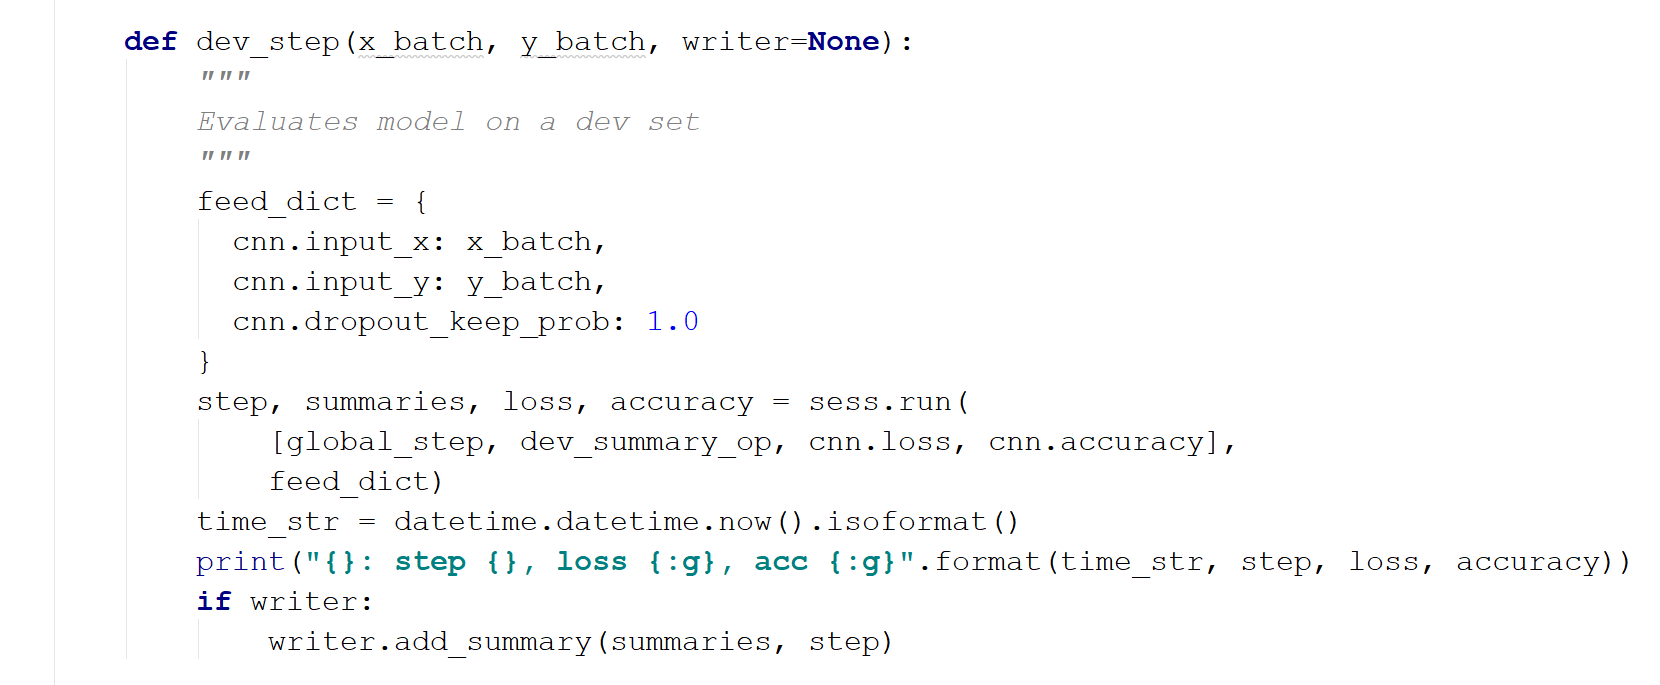 def dev_step(x_batch, y_batch, writer=None):
    """
    Evaluates model on a dev set
    """
    feed_dict = {
      cnn.input_x: x_batch,
      cnn.input_y: y_batch,
      cnn.dropout_keep_prob: 1.0
    }
    step, summaries, loss, accuracy = sess.run(
        [global_step, dev_summary_op, cnn.loss, cnn.accuracy],
        feed_dict)
    time_str = datetime.datetime.now().isoformat()
    print("{}: step {}, loss {:g}, acc {:g}".format(time_str, step, loss, accuracy))
    if writer:
        writer.add_summary(summaries, step)